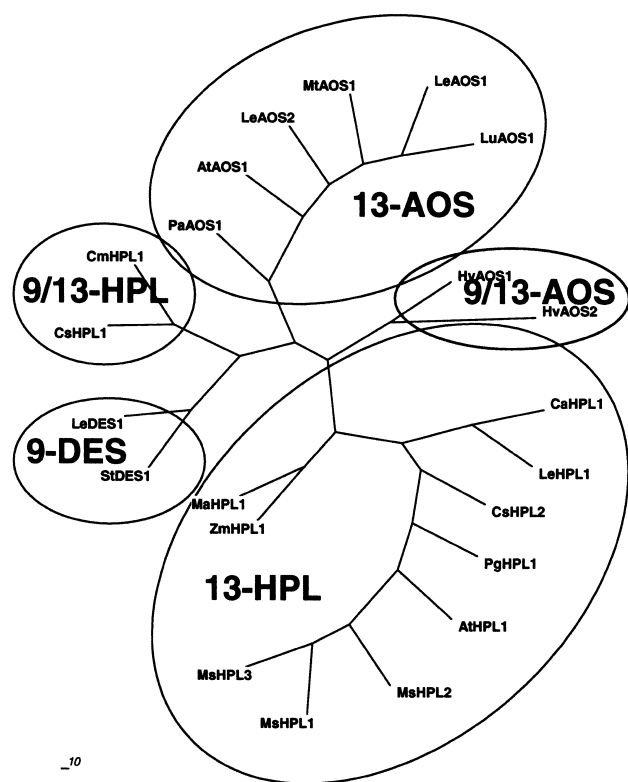 MtAOS1
LeAOS1
LeAOS2
LuAOS1
AtAOS1
13-AOS
PaAOS1
CmHPL1
9/13-HPL
HvAOS1
9/13-AOS
HvAOS2
CsHPL1
LeDES1
9-DES
StDES1
CaHPL1
LeHPL1
MaHPL1
CsHPL2
ZmHPL1
PgHPL1
13-HPL
AtHPL1
MsHPL3
MsHPL2
MsHPL1
_10